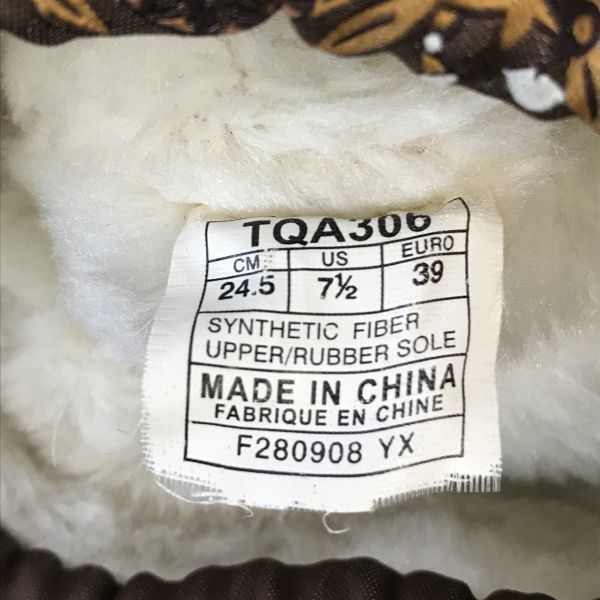 TQA306
CM US EURO
24.5 7½ 39
SYNTHETIC FIBER
UPPER/RUBBER SOLE
MADE IN CHINA
FABRIQUE EN CHINE
F280908 YX